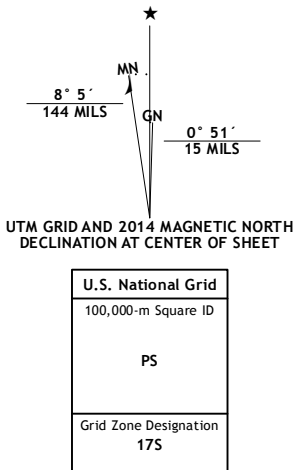 ★
MN
8° 5´
144 MILS
GN
0° 51´
15 MILS
UTM GRID AND 2014 MAGNETIC NORTH
DECLINATION AT CENTER OF SHEET
U.S. National Grid
100,000-m Square ID
PS
Grid Zone Designation
17S